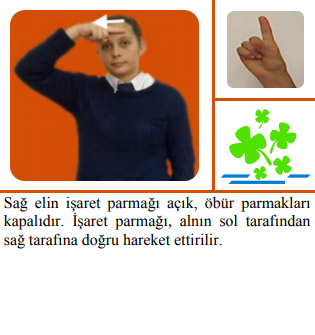 Sağ elin işaret parmağı açık, öbür parmakları
kapalıdır. İşaret parmağı, alnın sol tarafından
sağ tarafına doğru hareket ettirilir.